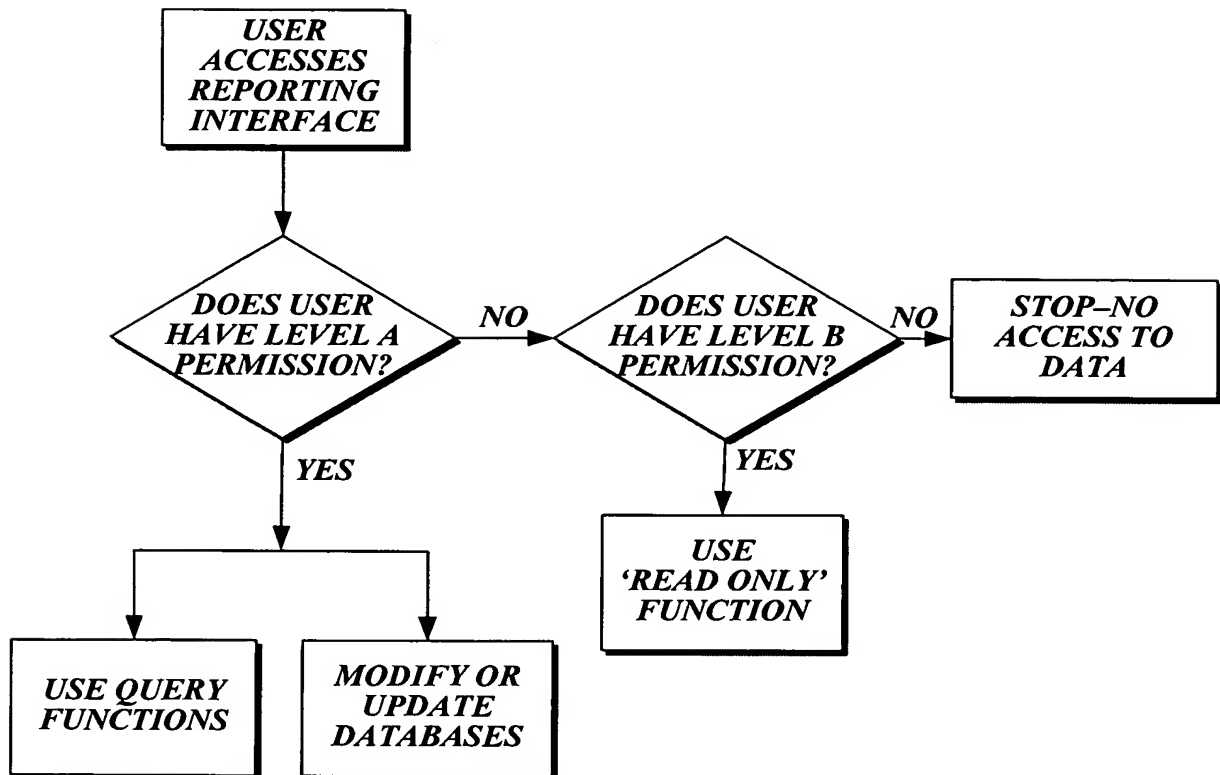 USER
ACCESSES
REPORTING
INTERFACE
DOES USER
HAVE LEVEL A
PERMISSION?
NO
DOES USER
HAVE LEVEL B
PERMISSION?
NO
STOP–NO
ACCESS TO
DATA
YES
YES
USE
‘READ ONLY’
FUNCTION
USE QUERY
FUNCTIONS
MODIFY OR
UPDATE
DATABASES